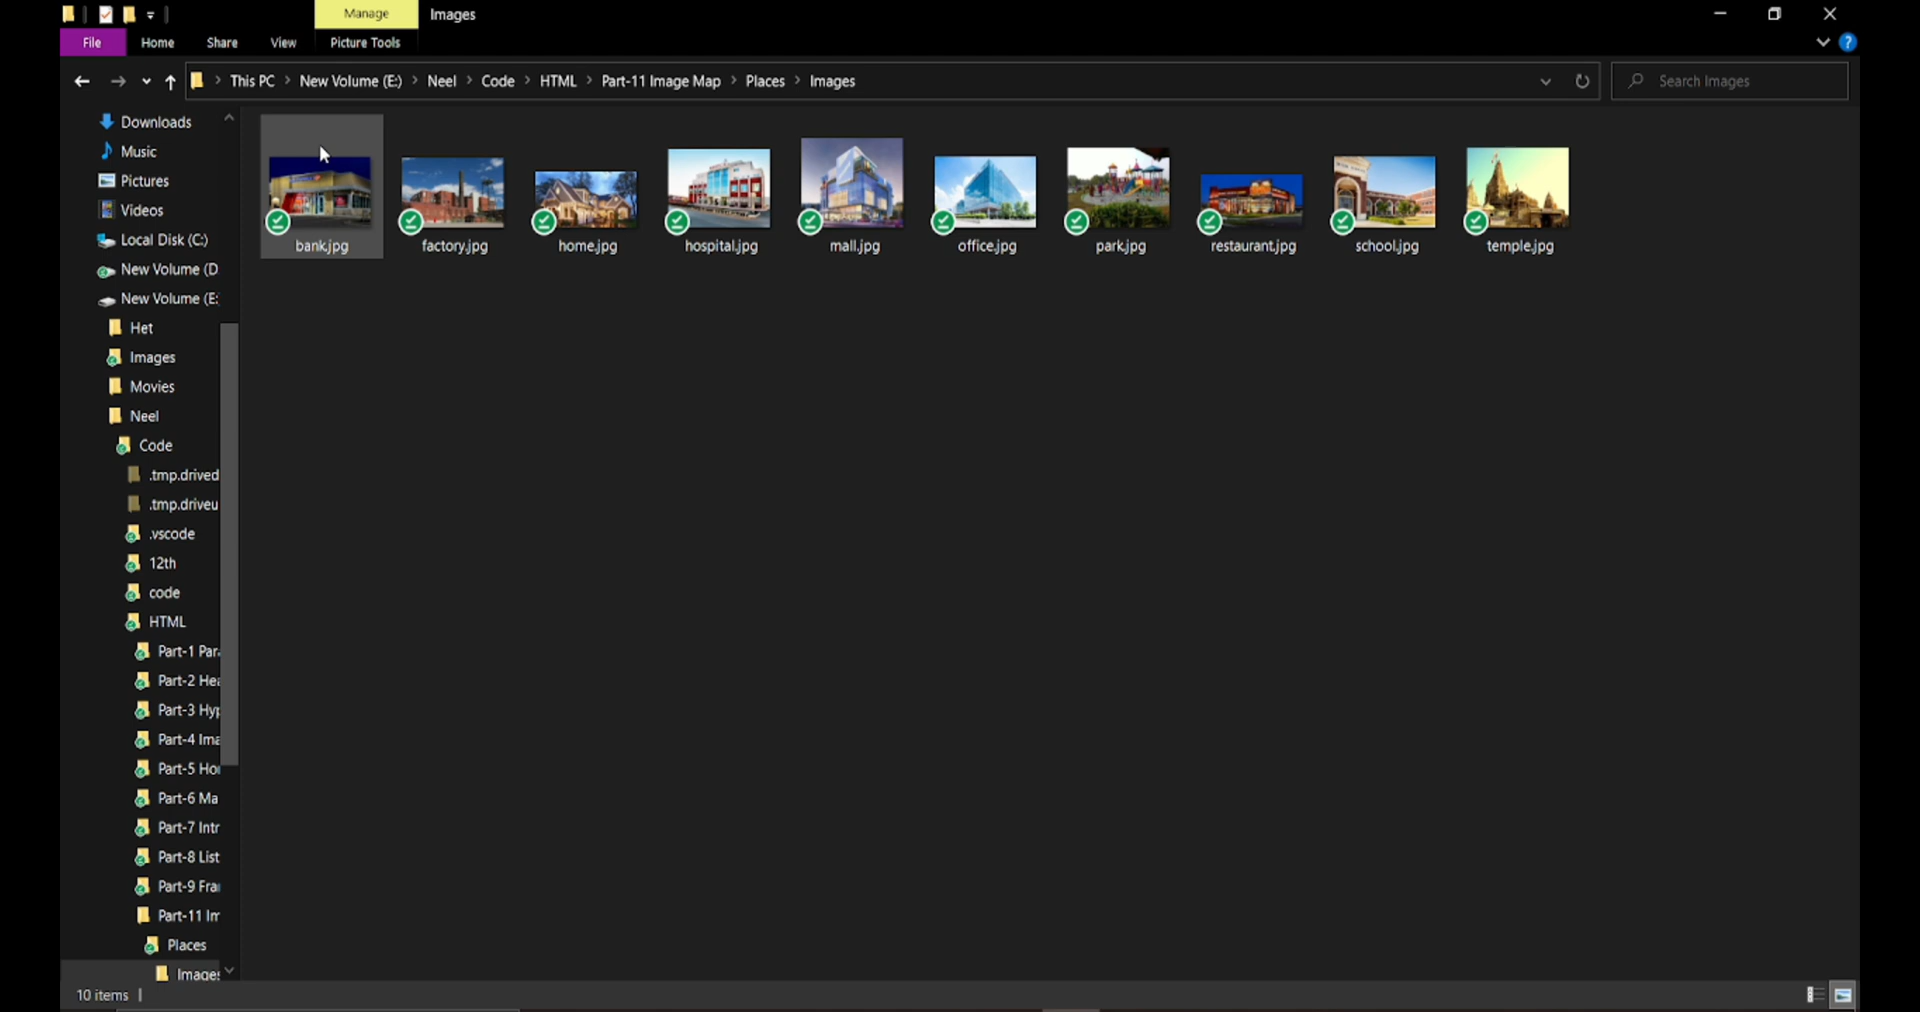 Manage
Images
File
Home
Share
View
Picture Tools
This PC
New Volume (E:)
Neel
Code
HTML
Part-11 Image Map
Places
Images
Search Images
Downloads
Music
Pictures
Videos
Local Disk (C:)
New Volume (D
New Volume (E:
Het
Images
Movies
Neel
Code
.tmp.drived
.tmp.driveu
.vscode
12th
code
HTML
Part-1 Par
Part-2 Hea
Part-3 Hyp
Part-4 Ima
Part-5 Hor
Part-6 Ma
Part-7 Intr
Part-8 List
Part-9 Fra
Part-11 Im
Places
Images
bank.jpg
factory.jpg
home.jpg
hospital.jpg
mall.jpg
office.jpg
park.jpg
restaurant.jpg
school.jpg
temple.jpg
10 items